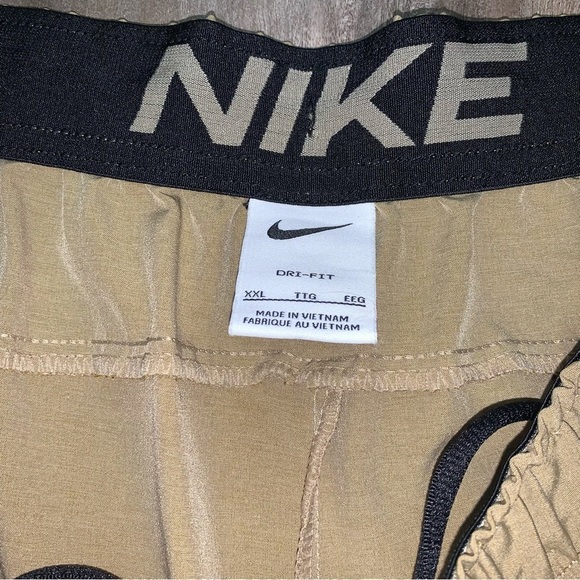 NIKE
DRI-FIT
XXL TTG EEG
MADE IN VIETNAM
FABRIQUE AU VIETNAM